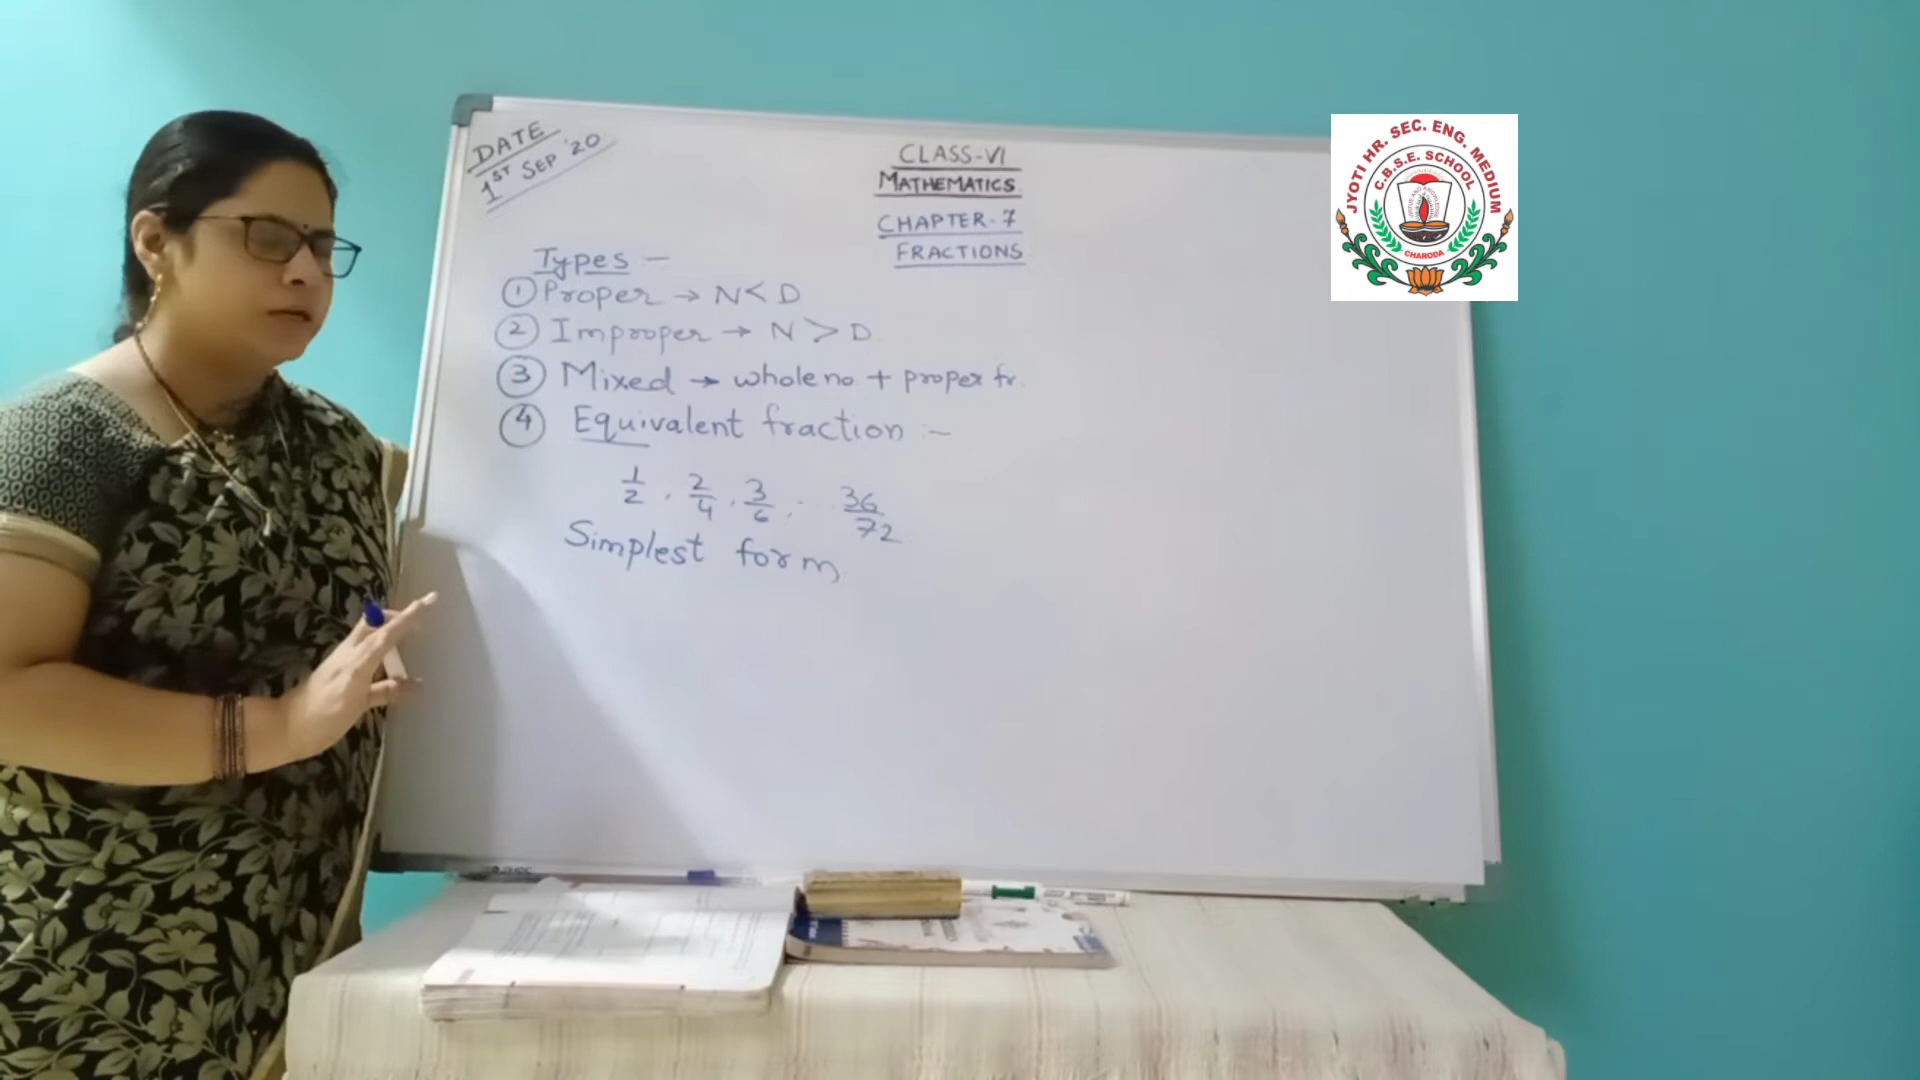 DATE
1ST SEP '20
CLASS-VI
MATHEMATICS
CHAPTER-7
FRACTIONS
Types :-
① Proper → N < D
② Improper → N > D
③ Mixed → whole no + proper fr.
④ Equivalent fraction :-
1/2, 2/4, 3/6, ... 36/72
Simplest form
JYOTI HR. SEC. ENG. MEDIUM
C.B.S.E. SCHOOL
CHARODA